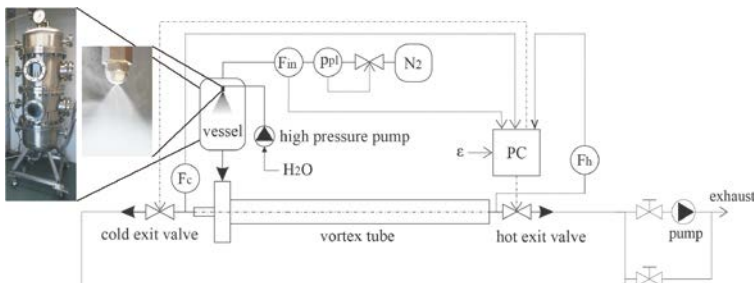 Fin
ppl
N2
vessel
high pressure pump
H2O
ε
PC
Fc
Fh
exhaust
cold exit valve
vortex tube
hot exit valve
pump